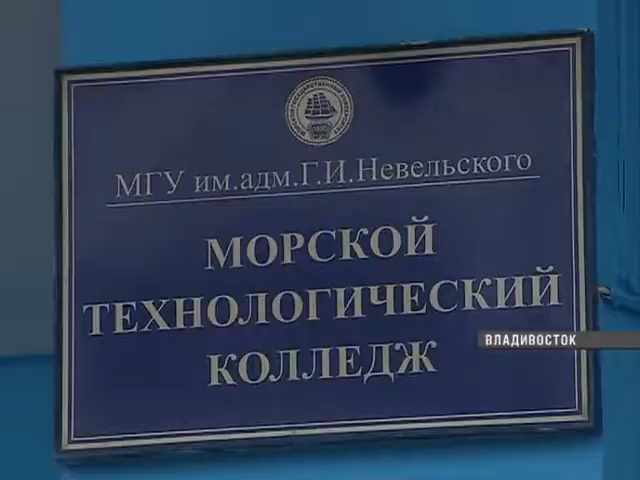 МГУ им.адм.Г.И.Невельского
МОРСКОЙ
ТЕХНОЛОГИЧЕСКИЙ
КОЛЛЕДЖ
ВЛАДИВОСТОК